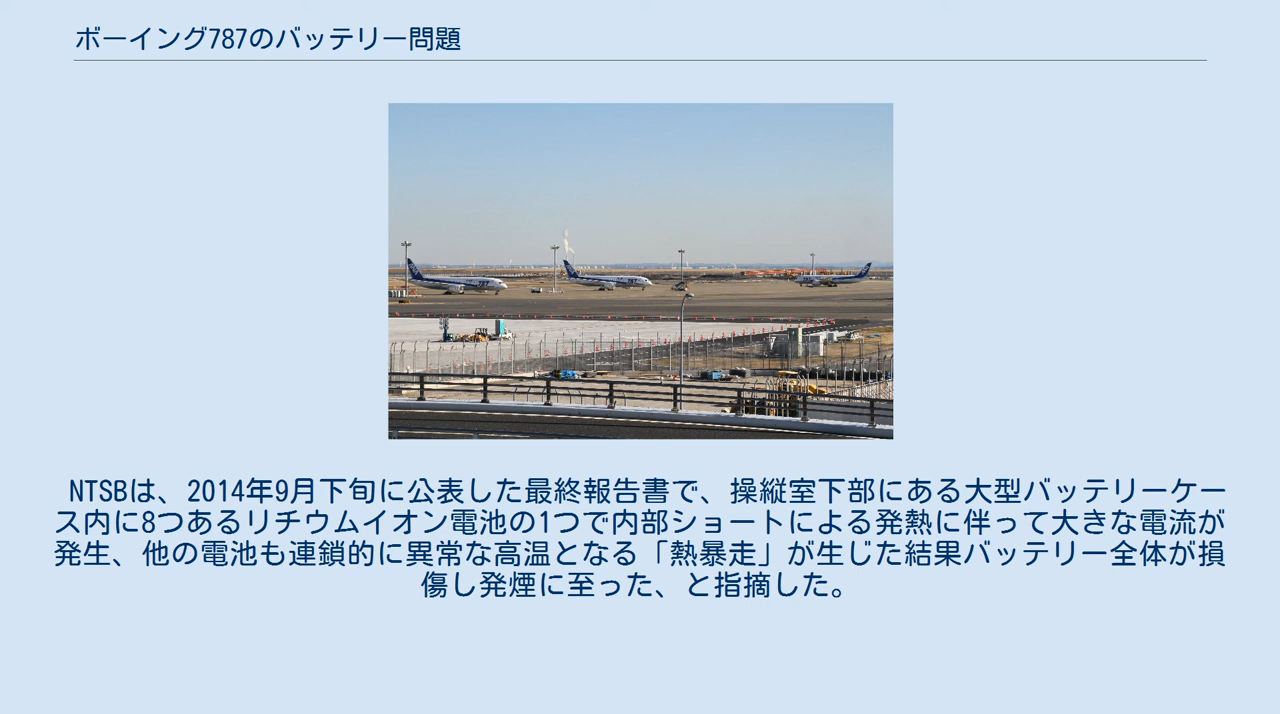 ボーイング787のバッテリー問題
NTSBは、2014年9月下旬に公表した最終報告書で、操縦室下部にある大型バッテリーケー
ス内に8つあるリチウムイオン電池の1つで内部ショートによる発熱に伴って大きな電流が
発生、他の電池も連鎖的に異常な高温となる「熱暴走」が生じた結果バッテリー全体が損
傷し発煙に至った、と指摘した。